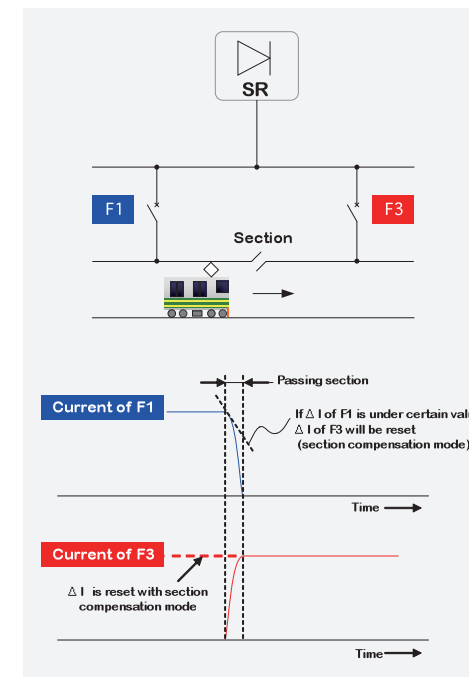 SR
F1
F3
Section
Passing section
Current of F1
If Δ I of F1 is under certain
Δ I of F3 will be reset
(section compensation mode)
Time
Current of F3
Δ I is reset with section
compensation mode
Time